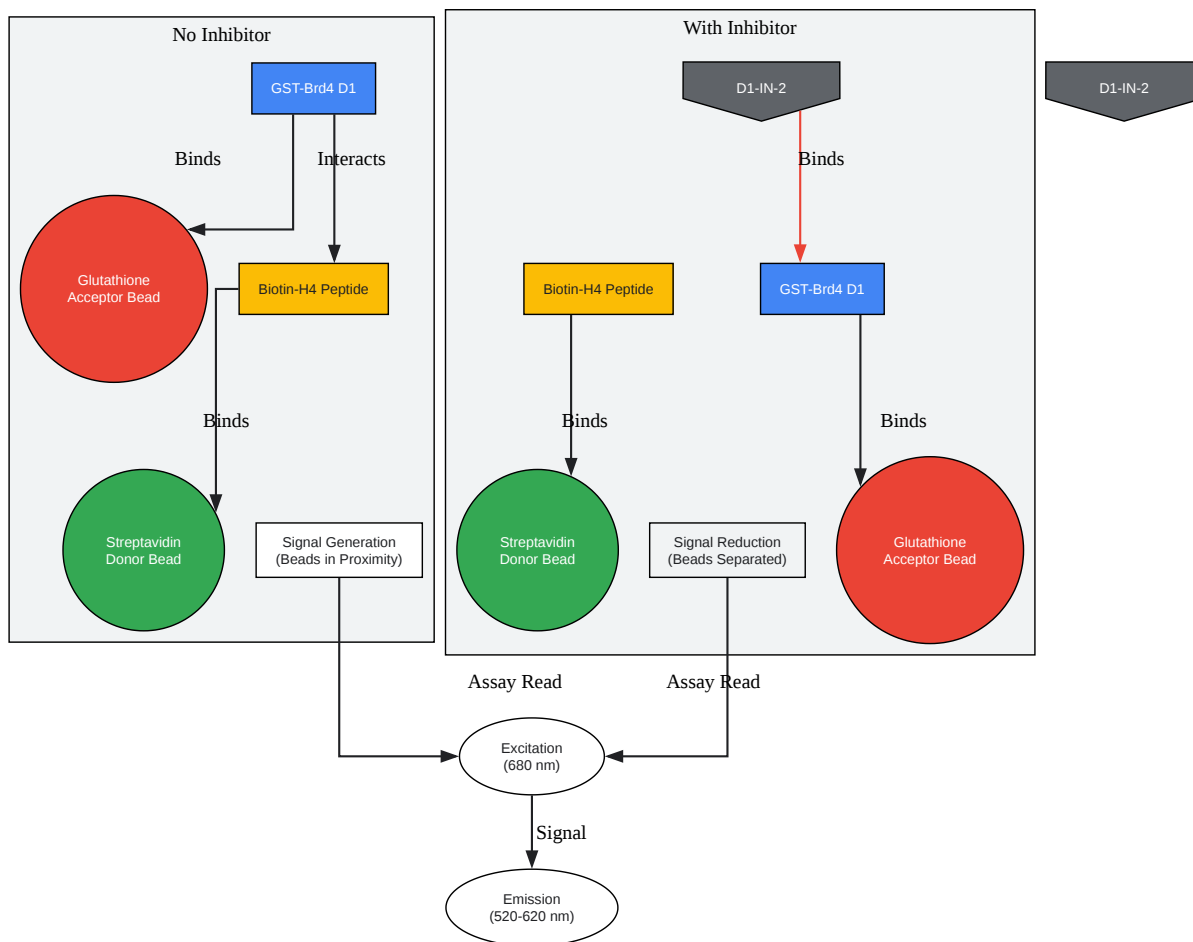 No Inhibitor
GST-Brd4 D1
Binds
Interacts
Glutathione
Acceptor Bead
Biotin-H4 Peptide
Binds
Streptavidin
Donor Bead
Signal Generation
(Beads in Proximity)
With Inhibitor
D1-IN-2
Binds
Biotin-H4 Peptide
GST-Brd4 D1
Binds
Binds
Streptavidin
Donor Bead
Signal Reduction
(Beads Separated)
Glutathione
Acceptor Bead
D1-IN-2
Assay Read
Assay Read
Excitation
(680 nm)
Signal
Emission
(520-620 nm)